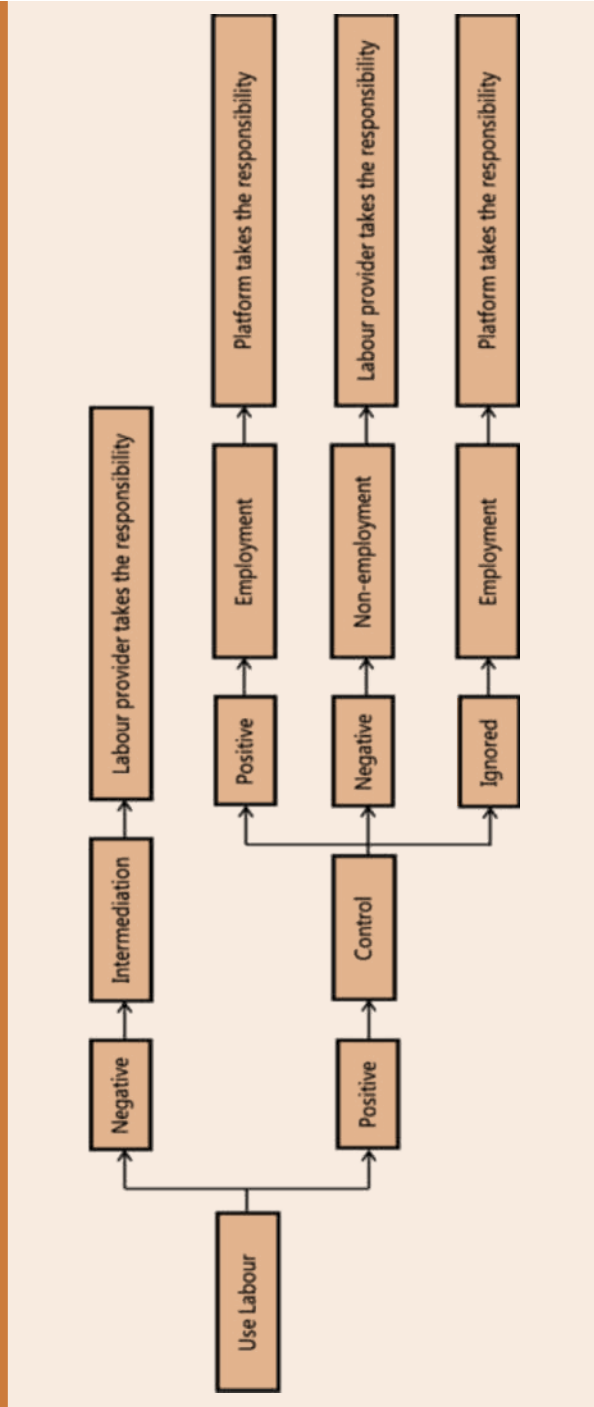 Use Labour
Negative
Intermediation
Labour provider takes the responsibility
Positive
Control
Positive
Employment
Platform takes the responsibility
Negative
Non-employment
Labour provider takes the responsibility
Ignored
Employment
Platform takes the responsibility